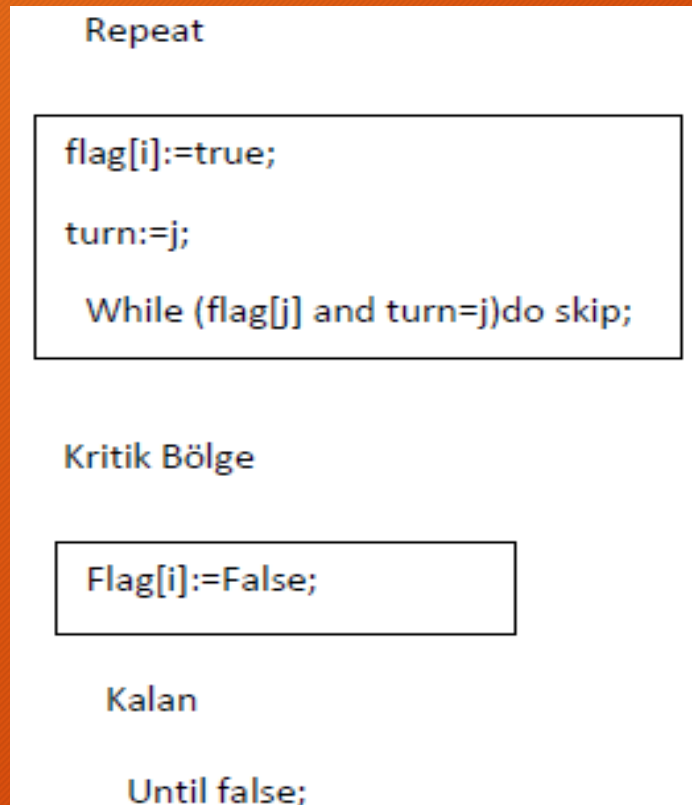 Repeat
flag[i]:=true;
turn:=j;
While (flag[j] and turn=j)do skip;
Kritik Bölge
Flag[i]:=False;
Kalan
Until false;